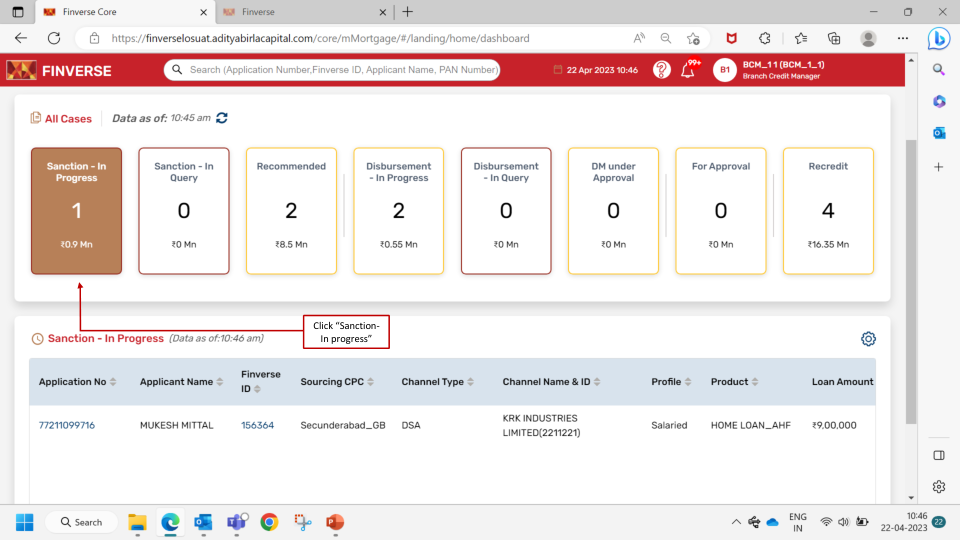 Finverse Core
Finverse
https://finverselosuat.adityabirlacapital.com/core/mMortgage/#/landing/home/dashboard
FINVERSE
Search (Application Number,Finverse ID, Applicant Name, PAN Number)
22 Apr 2023 10:46
99+
B1
BCM_1 1 (BCM_1_1)
Branch Credit Manager
All Cases
Data as of: 10:45 am
Sanction - In
Progress
1
₹0.9 Mn
Sanction - In
Query
0
₹0 Mn
Recommended
2
₹8.5 Mn
Disbursement
- In Progress
2
₹0.55 Mn
Disbursement
- In Query
0
₹0 Mn
DM under
Approval
0
₹0 Mn
For Approval
0
₹0 Mn
Recredit
4
₹16.35 Mn
Click “Sanction-
In progress”
Sanction - In Progress (Data as of:10:46 am)
Application No
Applicant Name
Finverse
ID
Sourcing CPC
Channel Type
Channel Name & ID
Profile
Product
Loan Amount
77211099716
MUKESH MITTAL
156364
Secunderabad_GB
DSA
KRK INDUSTRIES
LIMITED(2211221)
Salaried
HOME LOAN_AHF
₹9,00,000
Search
ENG
IN
10:46
22-04-2023
22